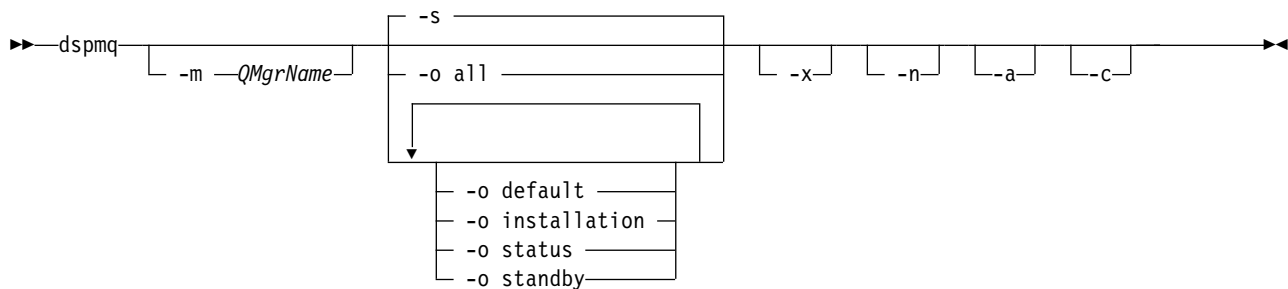 -s
dspmq
-m QMgrName
-o all
-x
-n
-a
-c
-o default
-o installation
-o status
-o standby